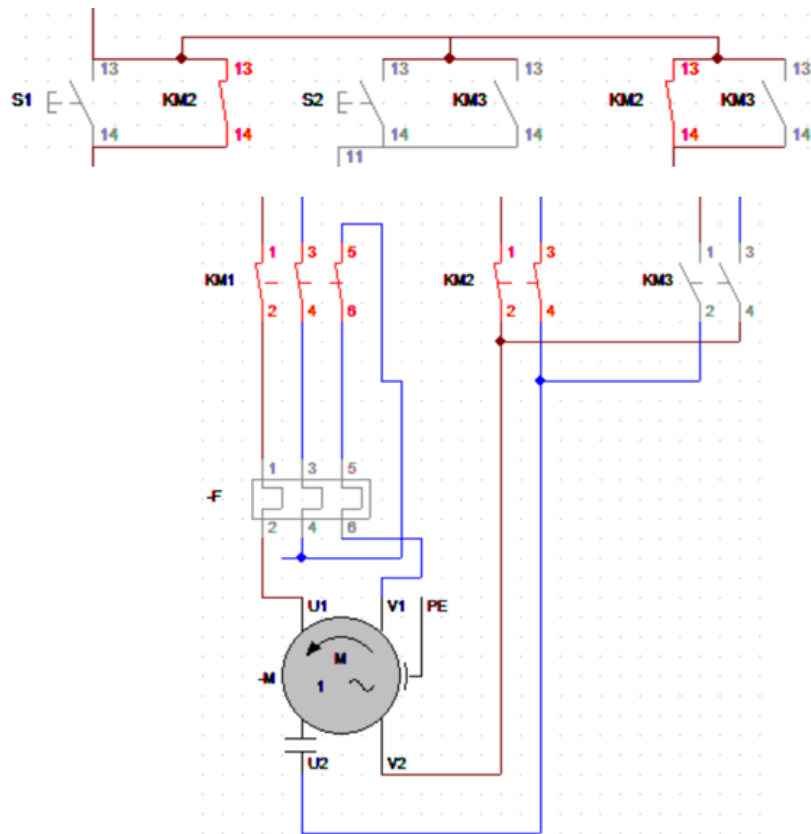 13 13 13 13 13 13
S1 KM2 S2 KM3 KM2 KM3
14 14 14 14 14 14
11
1 3 5 1 3 1 3
KM1 KM2 KM3
2 4 6 2 4 2 4
1 3 5
-F
2 4 6
U1 V1 PE
M
-M
1
U2 V2